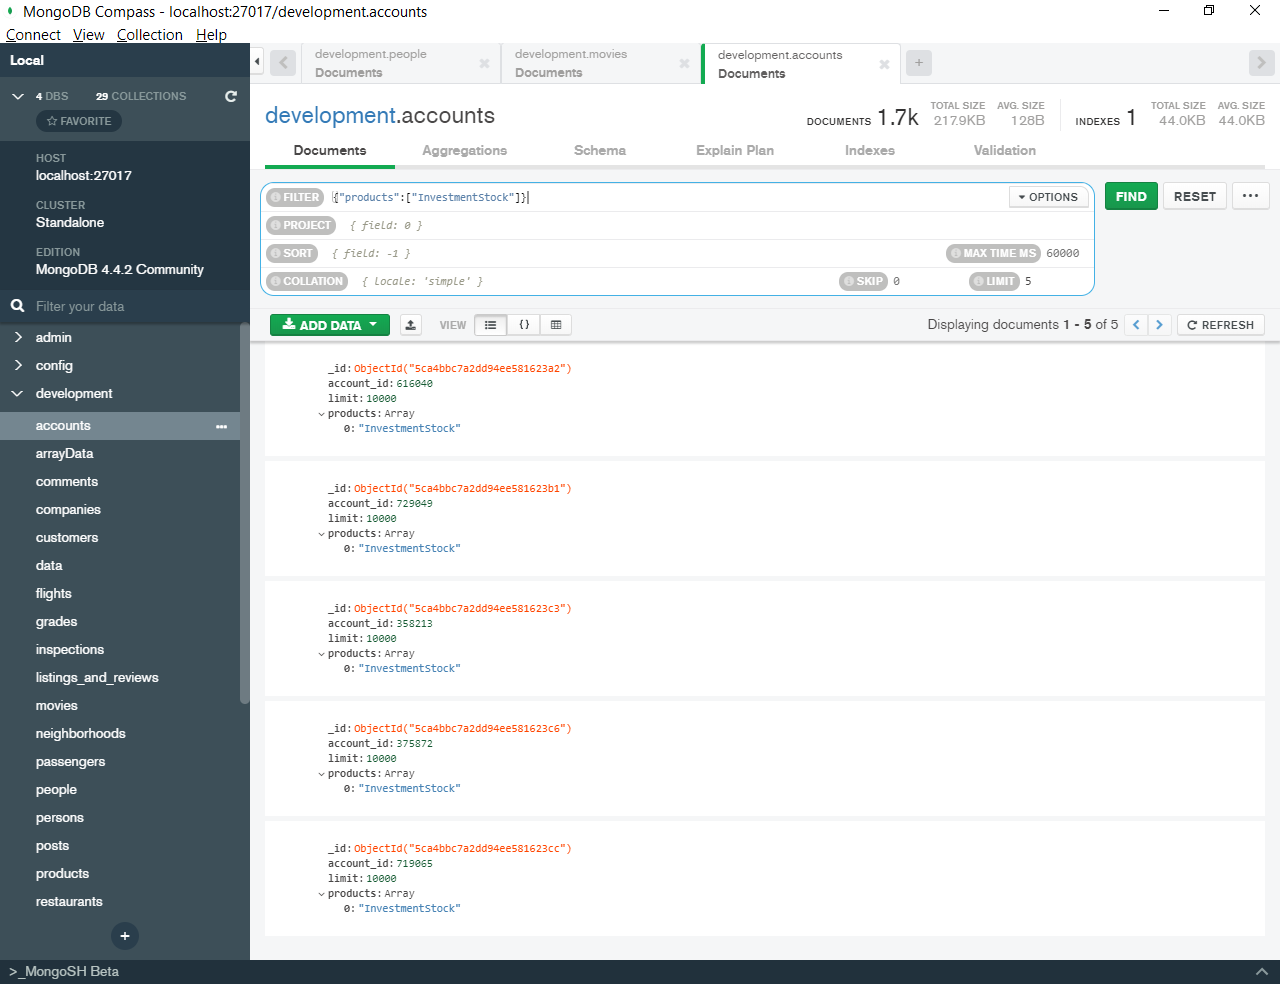 MongoDB Compass - localhost:27017/development.accounts
Connect View Collection Help
Local
4 DBS 29 COLLECTIONS
FAVORITE
HOST
localhost:27017
CLUSTER
Standalone
EDITION
MongoDB 4.4.2 Community
Filter your data
admin
config
development
accounts
arrayData
comments
companies
customers
data
flights
grades
inspections
listings_and_reviews
movies
neighborhoods
passengers
people
persons
posts
products
restaurants
development.people
Documents
development.movies
Documents
development.accounts
Documents
development.accounts
DOCUMENTS 1.7k TOTAL SIZE 217.9KB AVG. SIZE 128B INDEXES 1 TOTAL SIZE 44.0KB AVG. SIZE 44.0KB
Documents Aggregations Schema Explain Plan Indexes Validation
FILTER {"products":["InvestmentStock"]} OPTIONS FIND RESET
PROJECT { field: 0 }
SORT { field: -1 } MAX TIME MS 60000
COLLATION { locale: 'simple' } SKIP 0 LIMIT 5
ADD DATA VIEW {} Displaying documents 1 - 5 of 5 REFRESH
_id: ObjectId("5ca4bbc7a2dd94ee581623a2")
account_id: 616040
limit: 10000
products: Array
0: "InvestmentStock"
_id: ObjectId("5ca4bbc7a2dd94ee581623b1")
account_id: 729049
limit: 10000
products: Array
0: "InvestmentStock"
_id: ObjectId("5ca4bbc7a2dd94ee581623c3")
account_id: 358213
limit: 10000
products: Array
0: "InvestmentStock"
_id: ObjectId("5ca4bbc7a2dd94ee581623c6")
account_id: 375872
limit: 10000
products: Array
0: "InvestmentStock"
_id: ObjectId("5ca4bbc7a2dd94ee581623cc")
account_id: 719065
limit: 10000
products: Array
0: "InvestmentStock"
>_MongoSH Beta